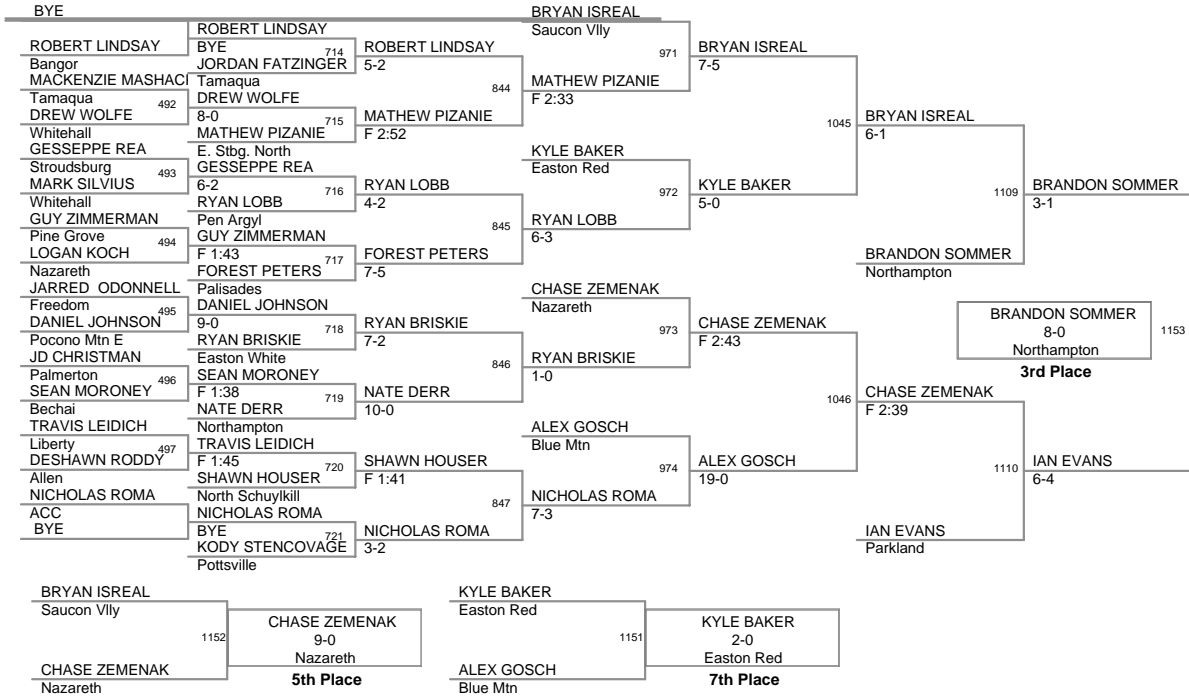 BYE
ROBERT LINDSAY
Bangor
MACKENZIE MASHACI
Tamaqua
492
DREW WOLFE
Whitehall
GESSEPPE REA
Stroudsburg
493
MARK SILVIUS
Whitehall
GUY ZIMMERMAN
Pine Grove
494
LOGAN KOCH
Nazareth
JARRED ODONNELL
Freedom
495
DANIEL JOHNSON
Pocono Mtn E
JD CHRISTMAN
Palmerton
496
SEAN MORONEY
Bechai
TRAVIS LEIDICH
Liberty
497
DESHAWN RODDY
Allen
NICHOLAS ROMA
ACC
BYE
ROBERT LINDSAY
BYE
714
JORDAN FATZINGER
Tamaqua
DREW WOLFE
8-0
715
MATHEW PIZANIE
E. Stbg. North
GESSEPPE REA
6-2
716
RYAN LOBB
Pen Argyl
GUY ZIMMERMAN
F 1:43
717
FOREST PETERS
Palisades
DANIEL JOHNSON
9-0
718
RYAN BRISKIE
Easton White
SEAN MORONEY
F 1:38
719
NATE DERR
Northampton
TRAVIS LEIDICH
F 1:45
720
SHAWN HOUSER
North Schuylkill
NICHOLAS ROMA
BYE
721
KODY STENCOVAGE
Pottsville
ROBERT LINDSAY
5-2
844
MATHEW PIZANIE
F 2:52
RYAN LOBB
4-2
845
FOREST PETERS
7-5
RYAN BRISKIE
7-2
846
NATE DERR
10-0
SHAWN HOUSER
F 1:41
847
NICHOLAS ROMA
3-2
BRYAN ISREAL
Saucon Vlly
971
MATHEW PIZANIE
F 2:33
KYLE BAKER
Easton Red
972
RYAN LOBB
6-3
CHASE ZEMENAK
Nazareth
973
RYAN BRISKIE
1-0
ALEX GOSCH
Blue Mtn
974
NICHOLAS ROMA
7-3
BRYAN ISREAL
7-5
1045
KYLE BAKER
5-0
CHASE ZEMENAK
F 2:43
1046
ALEX GOSCH
19-0
BRYAN ISREAL
6-1
1109
BRANDON SOMMER
Northampton
CHASE ZEMENAK
F 2:39
1110
IAN EVANS
Parkland
BRANDON SOMMER
3-1
BRANDON SOMMER
8-0
1153
Northampton
3rd Place
IAN EVANS
6-4
BRYAN ISREAL
Saucon Vlly
1152
CHASE ZEMENAK
Nazareth
CHASE ZEMENAK
9-0
Nazareth
5th Place
KYLE BAKER
Easton Red
1151
ALEX GOSCH
Blue Mtn
KYLE BAKER
2-0
Easton Red
7th Place